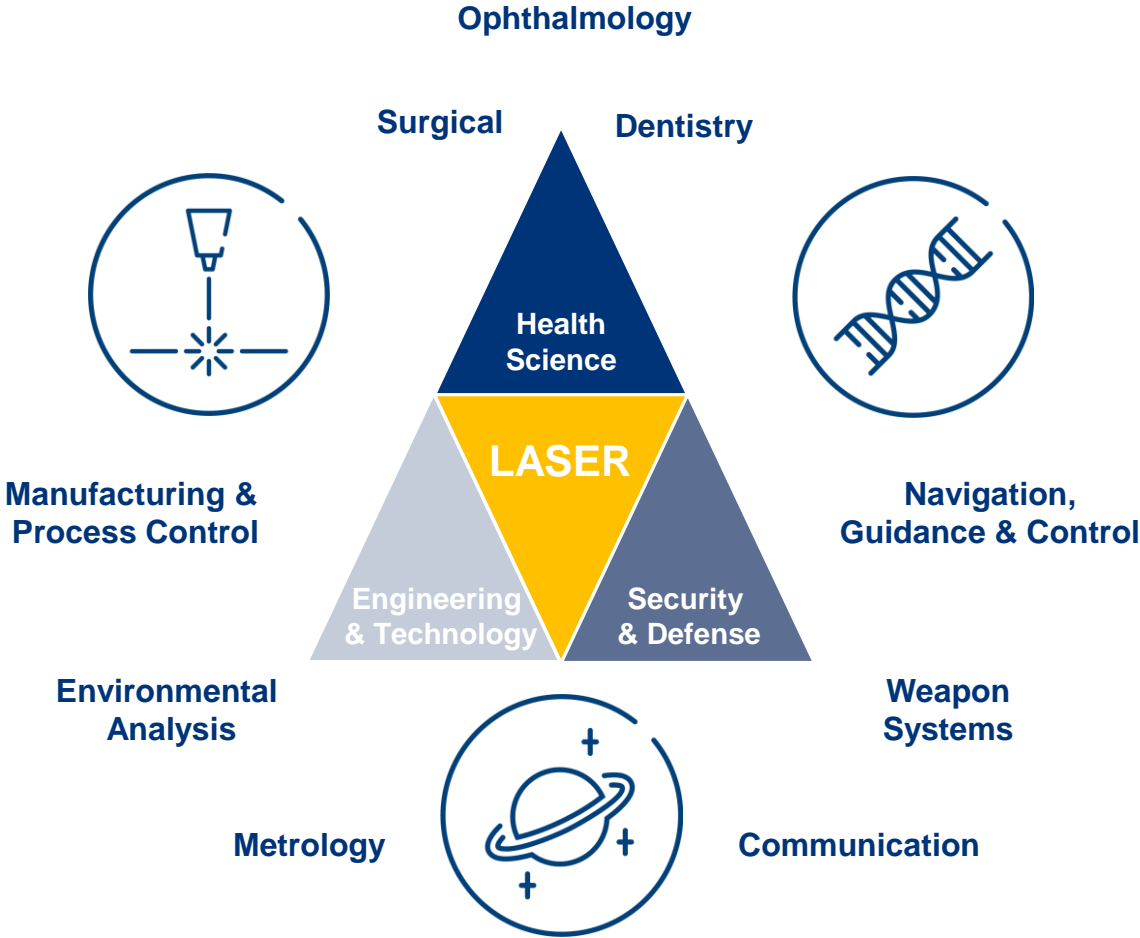 Ophthalmology
Surgical
Dentistry
Health
Science
LASER
Manufacturing &
Process Control
Navigation,
Guidance & Control
Engineering
& Technology
Security
& Defense
Environmental
Analysis
Weapon
Systems
Metrology
Communication